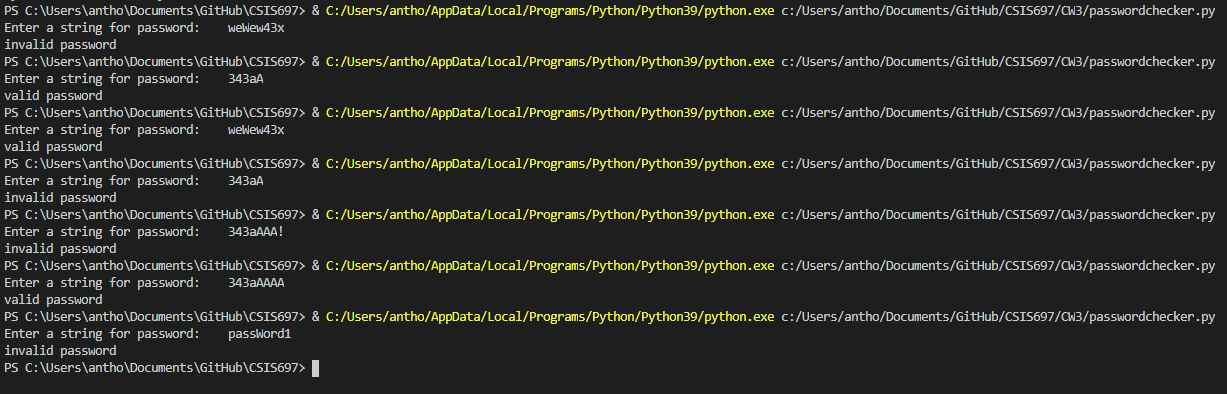 PS C:\Users\antho\Documents\GitHub\CSIS697> & C:/Users/antho/AppData/Local/Programs/Python/Python39/python.exe c:/Users/antho/Documents/GitHub/CSIS697/CW3/passwordchecker.py
Enter a string for password:    weWew43x
invalid password
PS C:\Users\antho\Documents\GitHub\CSIS697> & C:/Users/antho/AppData/Local/Programs/Python/Python39/python.exe c:/Users/antho/Documents/GitHub/CSIS697/CW3/passwordchecker.py
Enter a string for password:    343aA
valid password
PS C:\Users\antho\Documents\GitHub\CSIS697> & C:/Users/antho/AppData/Local/Programs/Python/Python39/python.exe c:/Users/antho/Documents/GitHub/CSIS697/CW3/passwordchecker.py
Enter a string for password:    weWew43x
valid password
PS C:\Users\antho\Documents\GitHub\CSIS697> & C:/Users/antho/AppData/Local/Programs/Python/Python39/python.exe c:/Users/antho/Documents/GitHub/CSIS697/CW3/passwordchecker.py
Enter a string for password:    343aA
invalid password
PS C:\Users\antho\Documents\GitHub\CSIS697> & C:/Users/antho/AppData/Local/Programs/Python/Python39/python.exe c:/Users/antho/Documents/GitHub/CSIS697/CW3/passwordchecker.py
Enter a string for password:    343aAAA!
invalid password
PS C:\Users\antho\Documents\GitHub\CSIS697> & C:/Users/antho/AppData/Local/Programs/Python/Python39/python.exe c:/Users/antho/Documents/GitHub/CSIS697/CW3/passwordchecker.py
Enter a string for password:    343aAAAA
valid password
PS C:\Users\antho\Documents\GitHub\CSIS697> & C:/Users/antho/AppData/Local/Programs/Python/Python39/python.exe c:/Users/antho/Documents/GitHub/CSIS697/CW3/passwordchecker.py
Enter a string for password:    passWord1
invalid password
PS C:\Users\antho\Documents\GitHub\CSIS697>